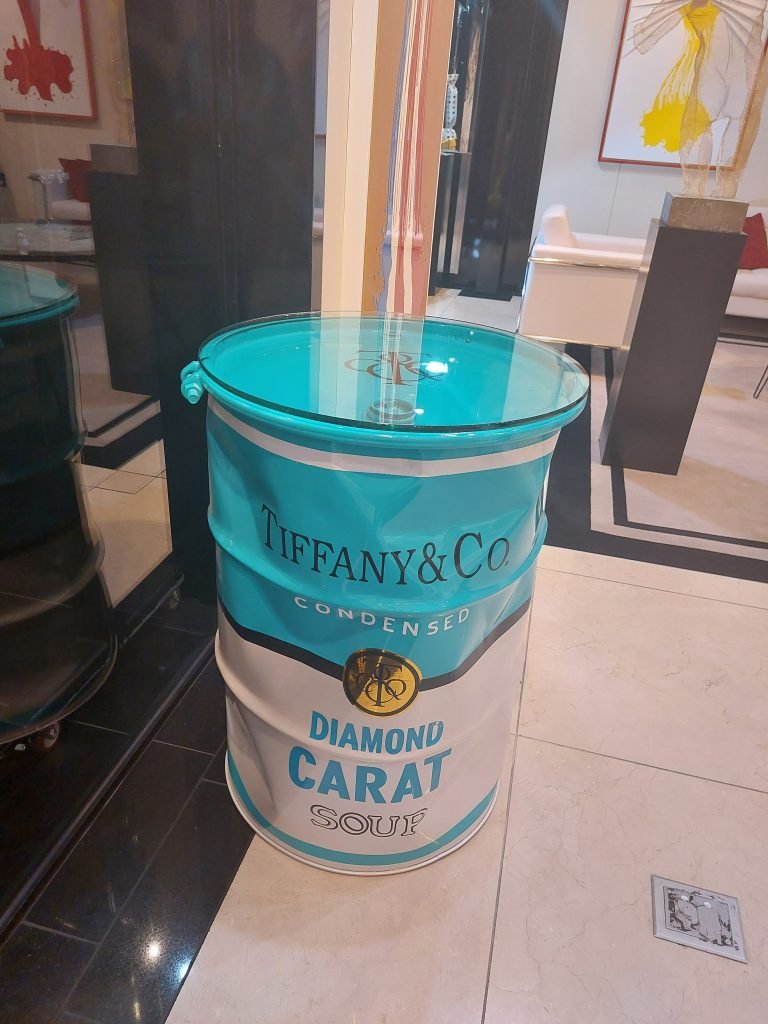 TIFFANY & CO.
CONDENSED
DIAMOND
CARAT
SOUP